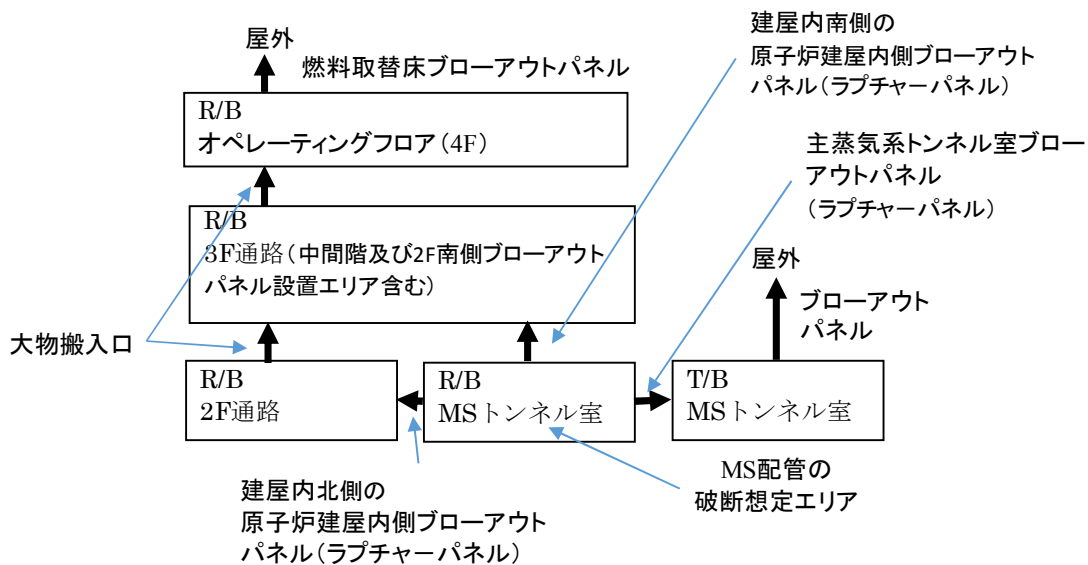 屋外
燃料取替床ブローアウトパネル
R/B
オペレーティングフロア（4F）
建屋内南側の
原子炉建屋内側ブローアウト
パネル（ラプチャーパネル）
主蒸気系トンネル室ブロー
アウトパネル
（ラプチャーパネル）
R/B
3F通路（中間階及び2F南側ブローアウト
パネル設置エリア含む）
屋外
ブローアウト
パネル
大物搬入口
R/B
2F通路
R/B
MSトンネル室
T/B
MSトンネル室
建屋内北側の
原子炉建屋内側ブローアウト
パネル（ラプチャーパネル）
MS配管の
破断想定エリア